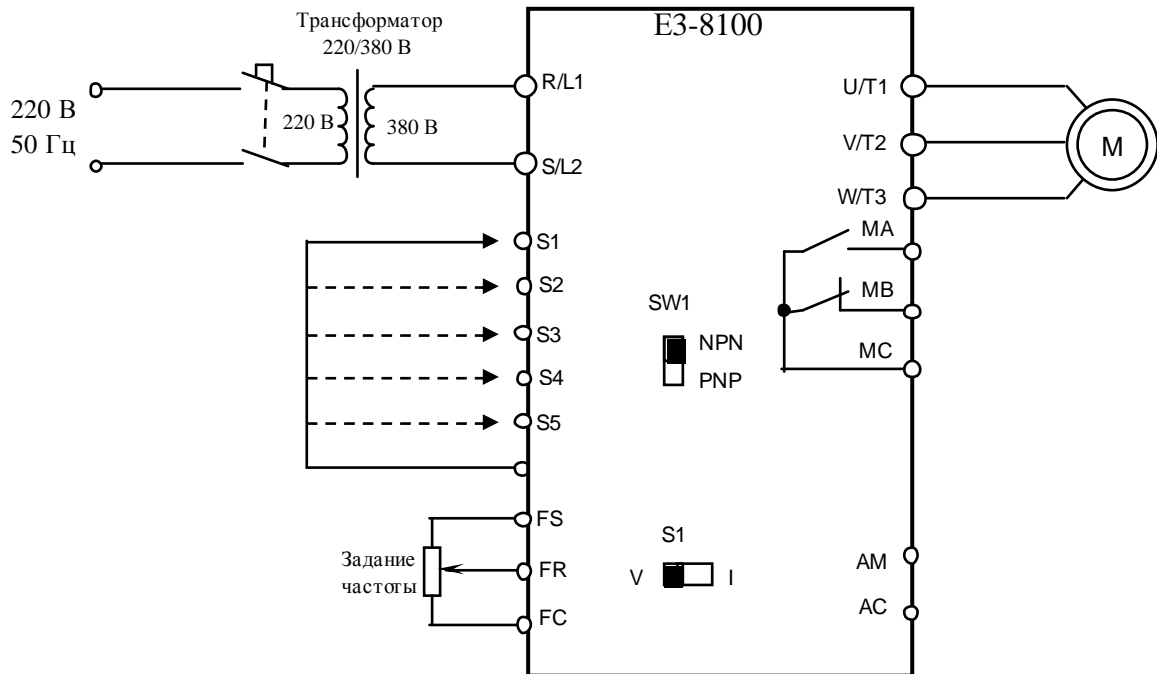 E3-8100
Трансформатор
220/380 В
220 В
50 Гц
220 В
380 В
R/L1
S/L2
U/T1
V/T2
W/T3
M
S1
S2
S3
S4
S5
MA
MB
MC
SW1
NPN
PNP
FS
FR
FC
Задание
частоты
S1
V
I
AM
AC